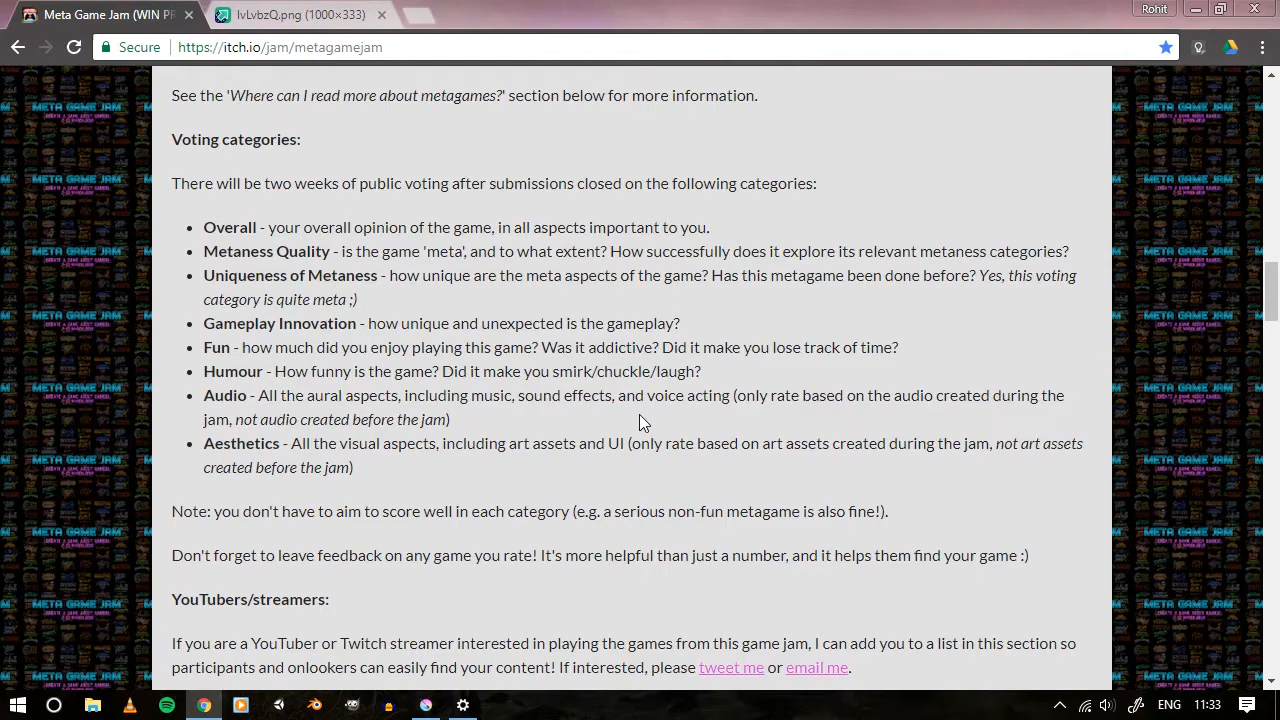 Meta Game Jam (WIN PR
lvLvbzQ.png (1000×333)
Rohit
Secure https://itch.io/jam/metagamejam
See the 'Where can I read more about metagames?' section below for more information.
Voting categories:
There will be two weeks of public voting after submissions closed on the following categories:
Overall - your overall opinion of the game, in all aspects important to you.
Metaness Quality - is the game 'meta', and to what extent? How successfully does it explore its relevant metaness categories?
Uniqueness of Metaness - how unique are the meta aspects of the game? Has this metagame been done before? Yes, this voting
category is quite meta ;)
Gameplay Innovation - how unique and unexpected is the gameplay?
Fun - how much did you enjoy playing this game? Was it addictive? Did it make you lose track of time?
Humour - How funny is the game? Did it make you smirk/chuckle/laugh?
Audio - All the aural aspects, including music, sound effects, and voice acting (only rate based on the audio created during the
jam, not audio created before the jam)
Aesthetics - All the visual aspects, including art assets and UI (only rate based on art assets created during the jam, not art assets
created before the jam)
Note: you don't have to aim to score well in each category (e.g. a serious non-fun metagame is also fine!).
Don't forget to leave feedback on any game you rate! It's more helpful than just a number, and it helps them find your game :)
YouTubers/streamers:
If you are a YouTuber or Twitch streamer interested in playing the games from this game jam, I can add you to a list in this section so
participants and onlookers can easily find your content! If interested, please tweet me or email me.
META GAME JAM
CREATE A GAME ABOUT GAMES!
ENG 11:33